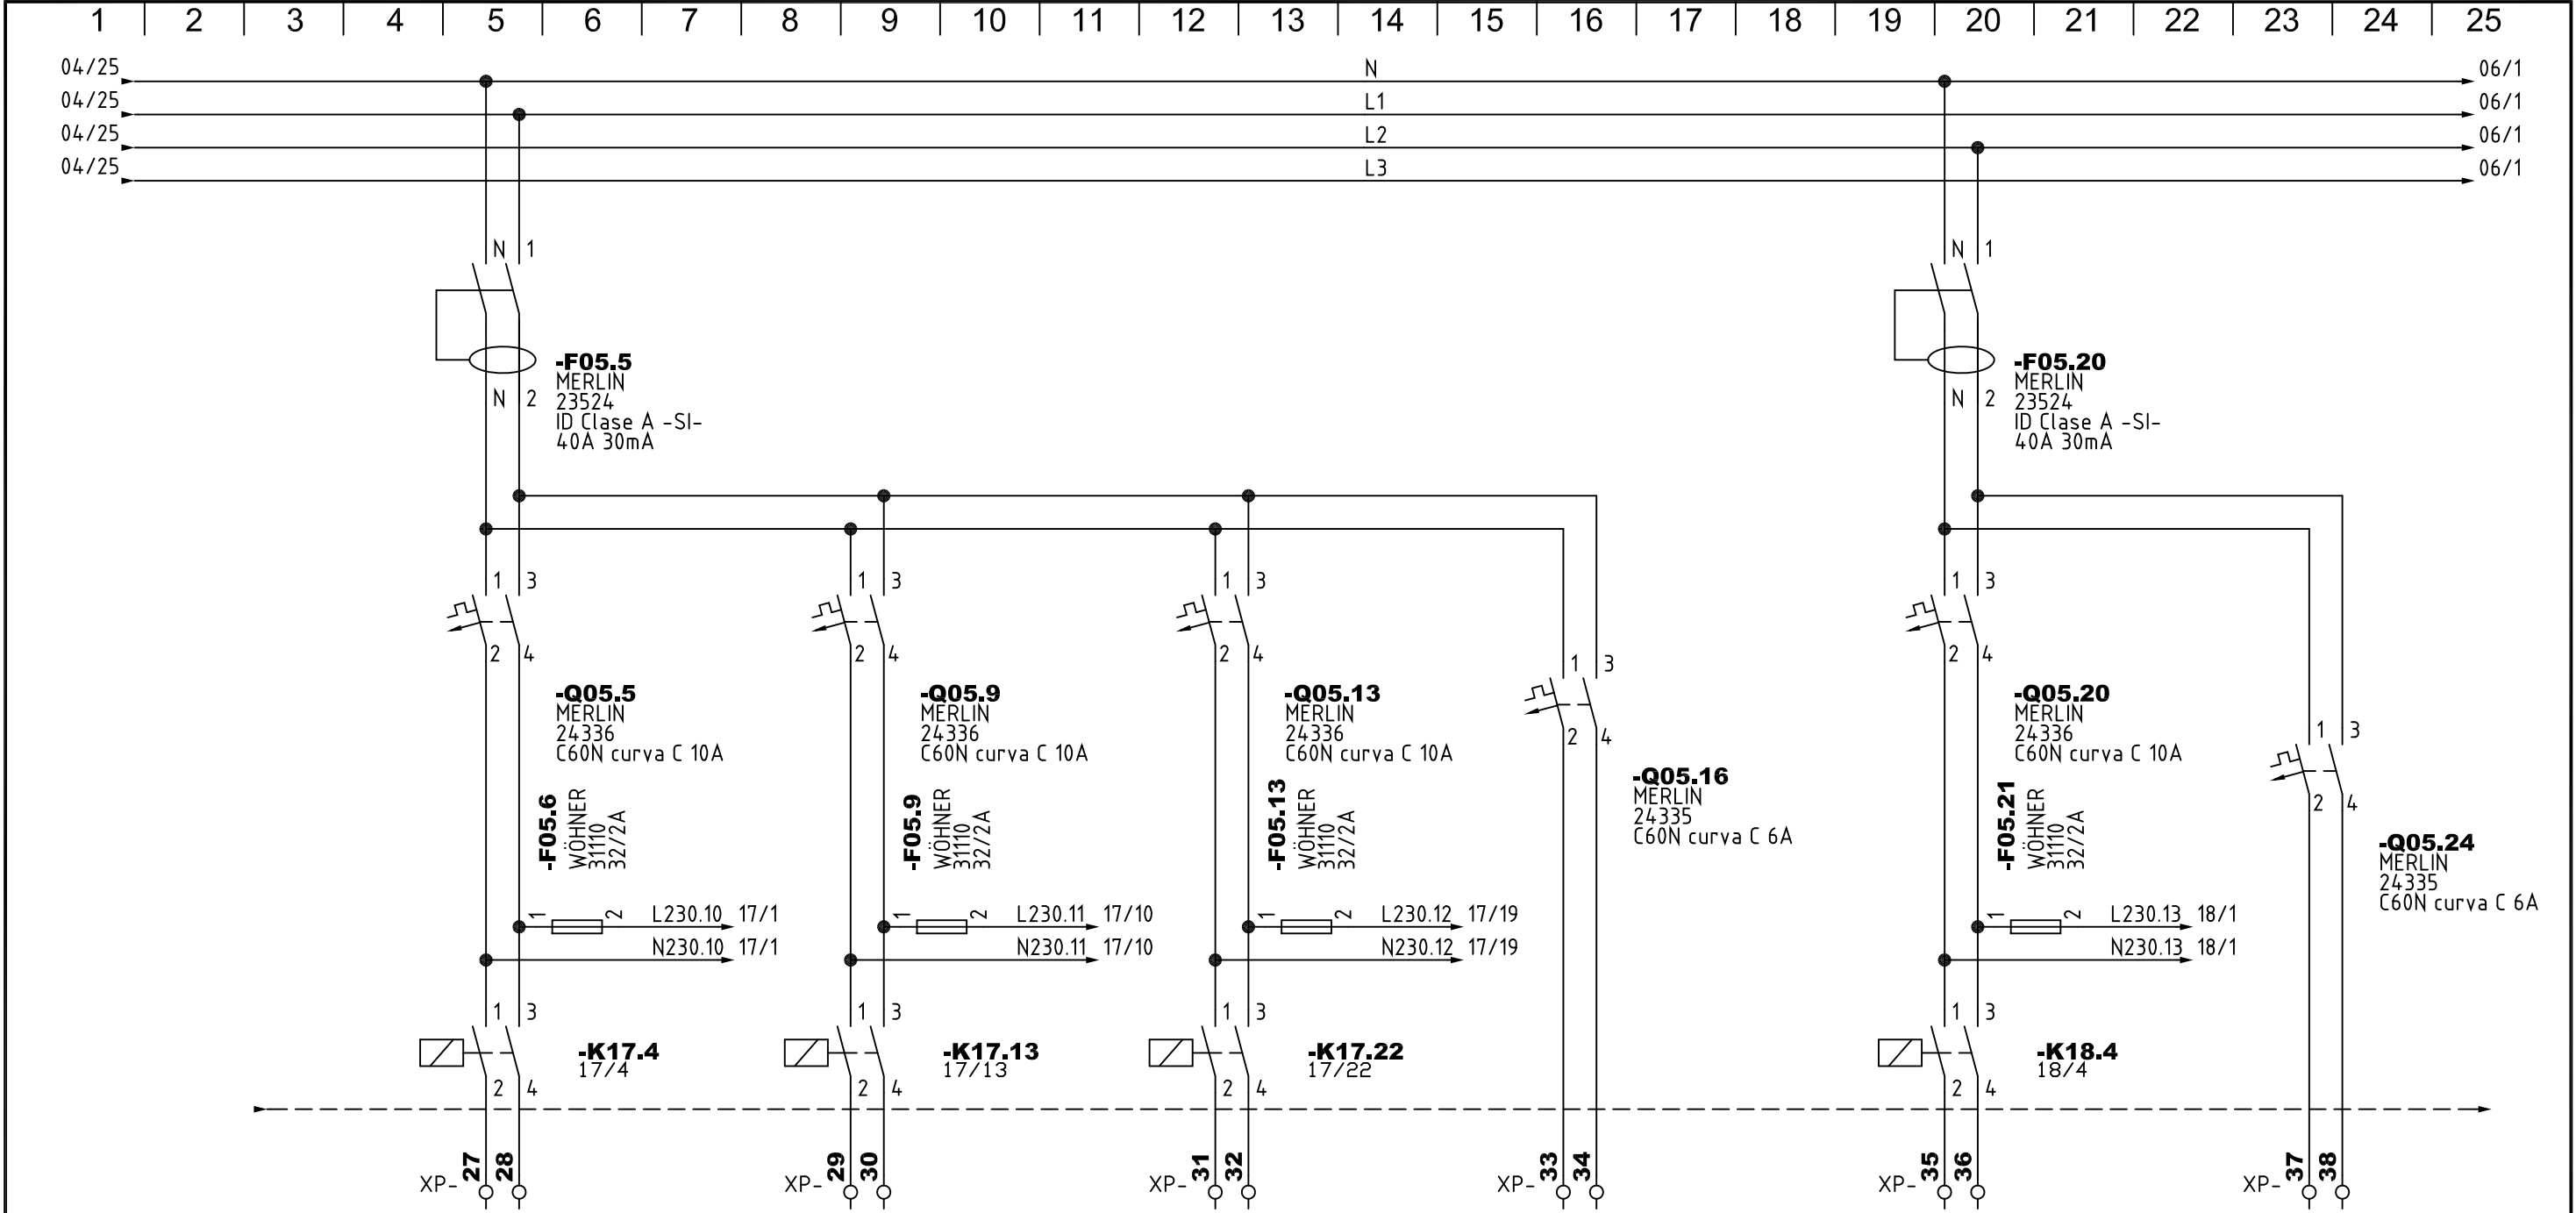 1 2 3 4 5 6 7 8 9 10 11 12 13 14 15 16 17 18 19 20 21 22 23 24 25
04/25 N 06/1
04/25 L1 06/1
04/25 L2 06/1
04/25 L3 06/1
N 1 N 1
-F05.5
MERLIN
23524
ID Clase A -SI-
40A 30mA
N 2
-F05.20
MERLIN
23524
ID Clase A -SI-
40A 30mA
N 2
1 3 1 3 1 3 1 3
2 4 2 4 2 4 2 4
1 3
2 4
1 3
2 4
-Q05.5
MERLIN
24336
C60N curva C 10A
-Q05.9
MERLIN
24336
C60N curva C 10A
-Q05.13
MERLIN
24336
C60N curva C 10A
-Q05.16
MERLIN
24335
C60N curva C 6A
-Q05.20
MERLIN
24336
C60N curva C 10A
-Q05.24
MERLIN
24335
C60N curva C 6A
-F05.6
WÖHNER
31110
32/2A
-F05.9
WÖHNER
31110
32/2A
-F05.13
WÖHNER
31110
32/2A
-F05.21
WÖHNER
31110
32/2A
1 2 L230.10 17/1 1 2 L230.11 17/10 1 2 L230.12 17/19 1 2 L230.13 18/1
N230.10 17/1 N230.11 17/10 N230.12 17/19 N230.13 18/1
1 3 1 3 1 3 1 3
-K17.4
17/4
-K17.13
17/13
-K17.22
17/22
-K18.4
18/4
2 4 2 4 2 4 2 4
XP- 27 28 XP- 29 30 XP- 31 32 XP- 33 34 XP- 35 36 XP- 37 38